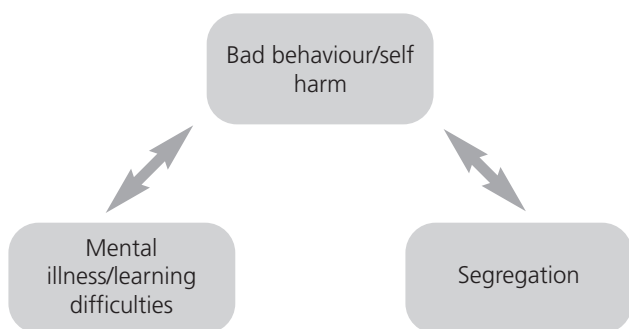 Bad behaviour/self
harm
Mental
illness/learning
difficulties
Segregation